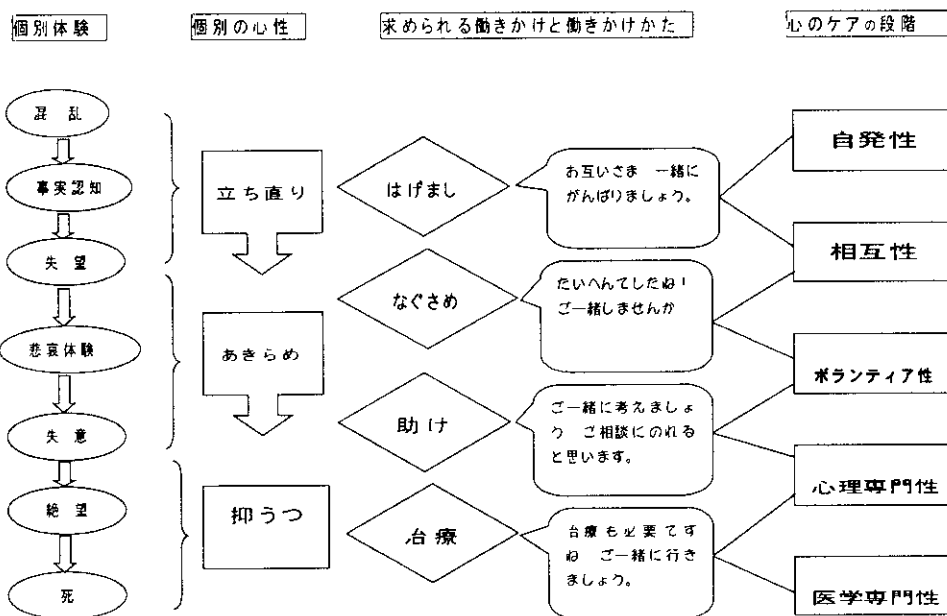 個別体験
個別の心性
求められる働きかけと働きかけかた
心のケアの段階
混乱
事実認知
失望
悲哀体験
失意
絶望
死
立ち直り
あきらめ
抑うつ
はげまし
なぐさめ
助け
治療
お互いさま 一緒に
がんばりましょう。
たいへんてしたね!
ご一緒しませんか
ご一緒に考えましょ
う ご相談にのれる
と思います。
治療も必要てす
ね ご一緒に行き
ましょう。
自発性
相互性
ボランティア性
心理専門性
医学専門性